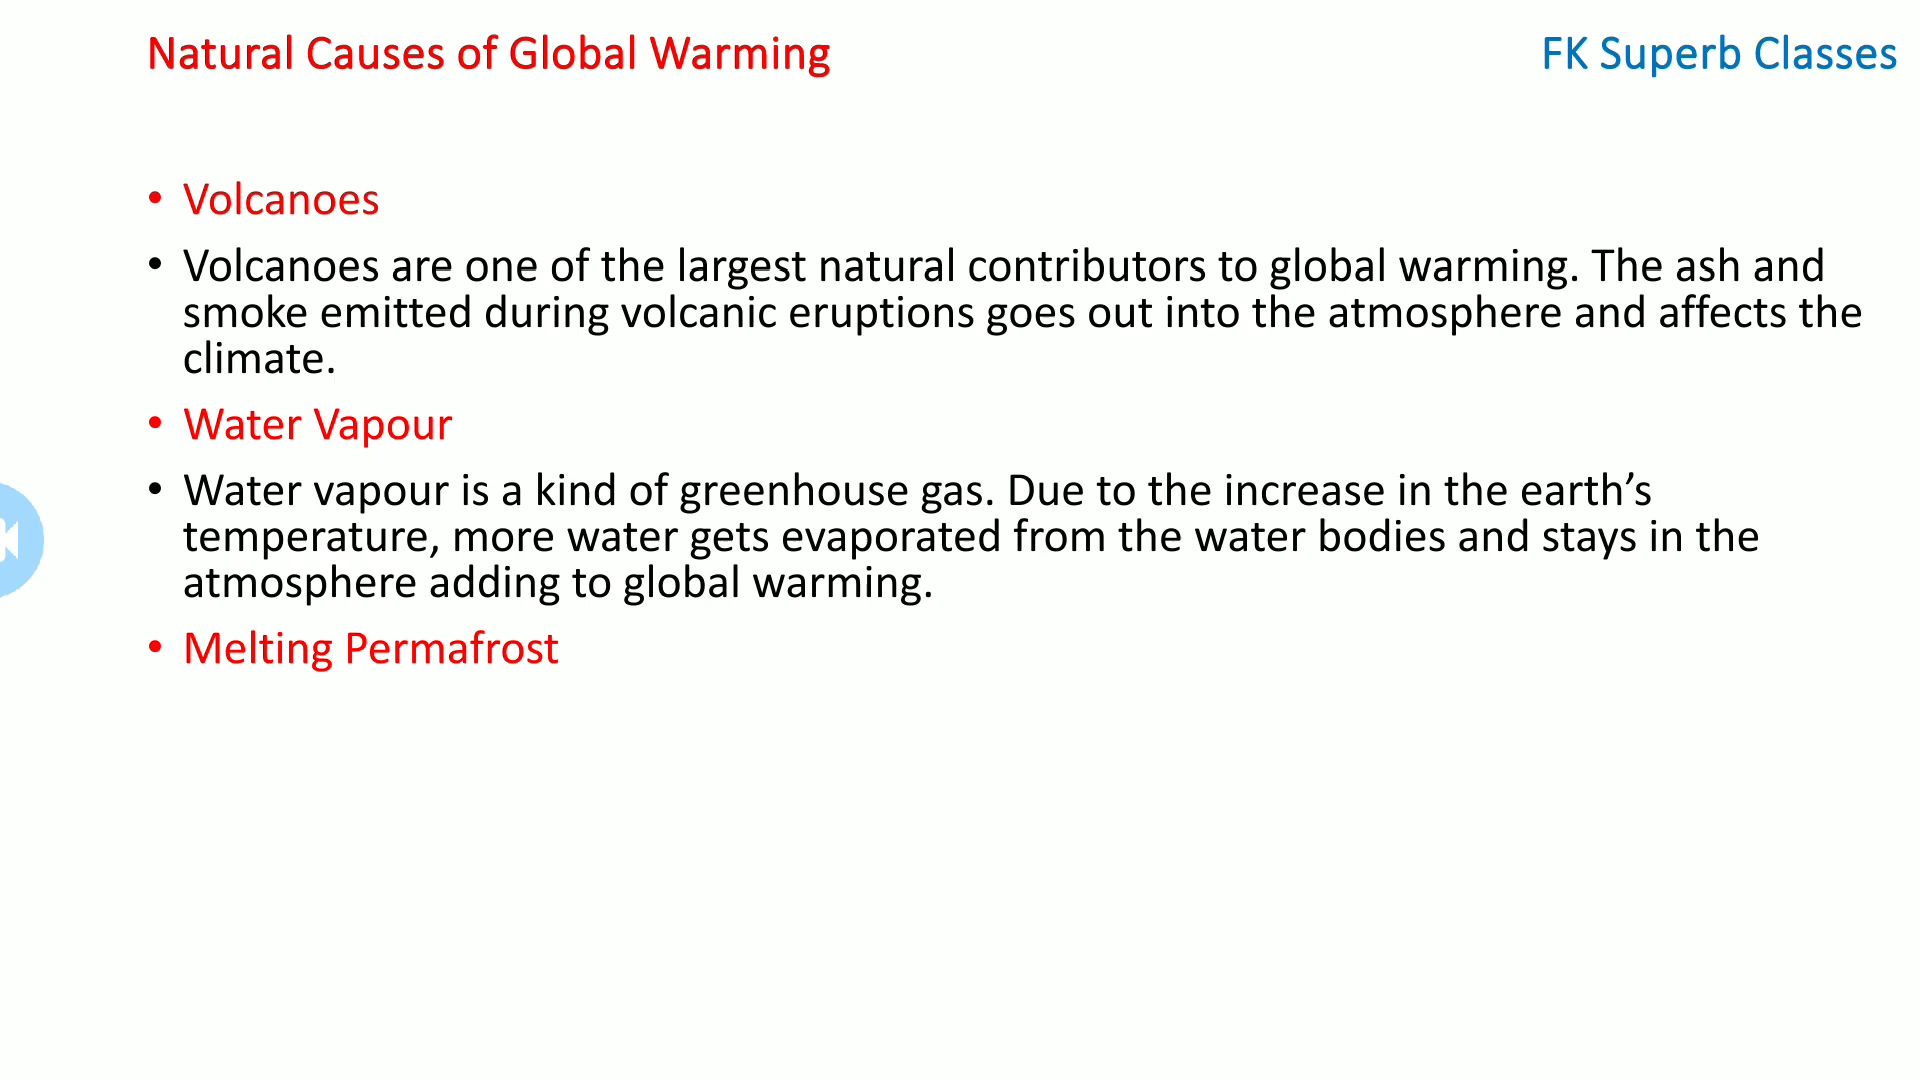 Natural Causes of Global Warming
FK Superb Classes
• Volcanoes
• Volcanoes are one of the largest natural contributors to global warming. The ash and
smoke emitted during volcanic eruptions goes out into the atmosphere and affects the
climate.
• Water Vapour
• Water vapour is a kind of greenhouse gas. Due to the increase in the earth’s
temperature, more water gets evaporated from the water bodies and stays in the
atmosphere adding to global warming.
• Melting Permafrost